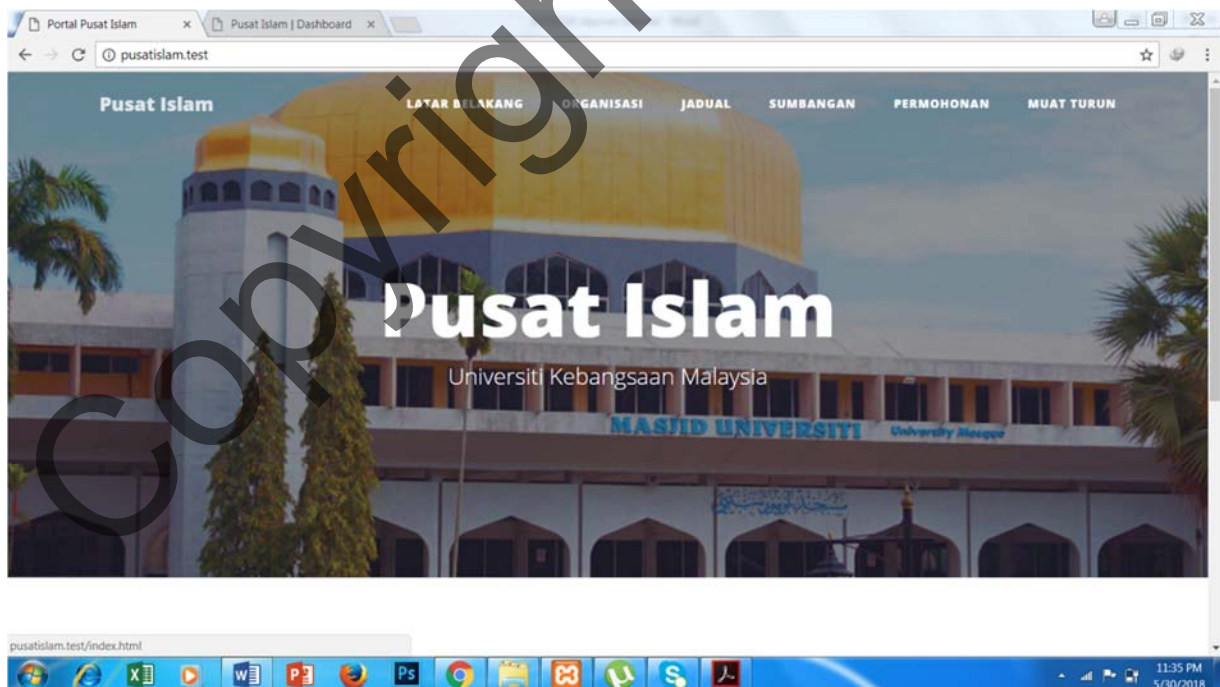 Portal Pusat Islam
Pusat Islam | Dashboard
pusatislam.test
Pusat Islam
LATAR BELAKANG ORGANISASI JADUAL SUMBANGAN PERMOHONAN MUAT TURUN
Pusat Islam
Universiti Kebangsaan Malaysia
MASJID UNIVERSITI University Mosque
pusatislam.test/index.html
11:35 PM
5/30/2018